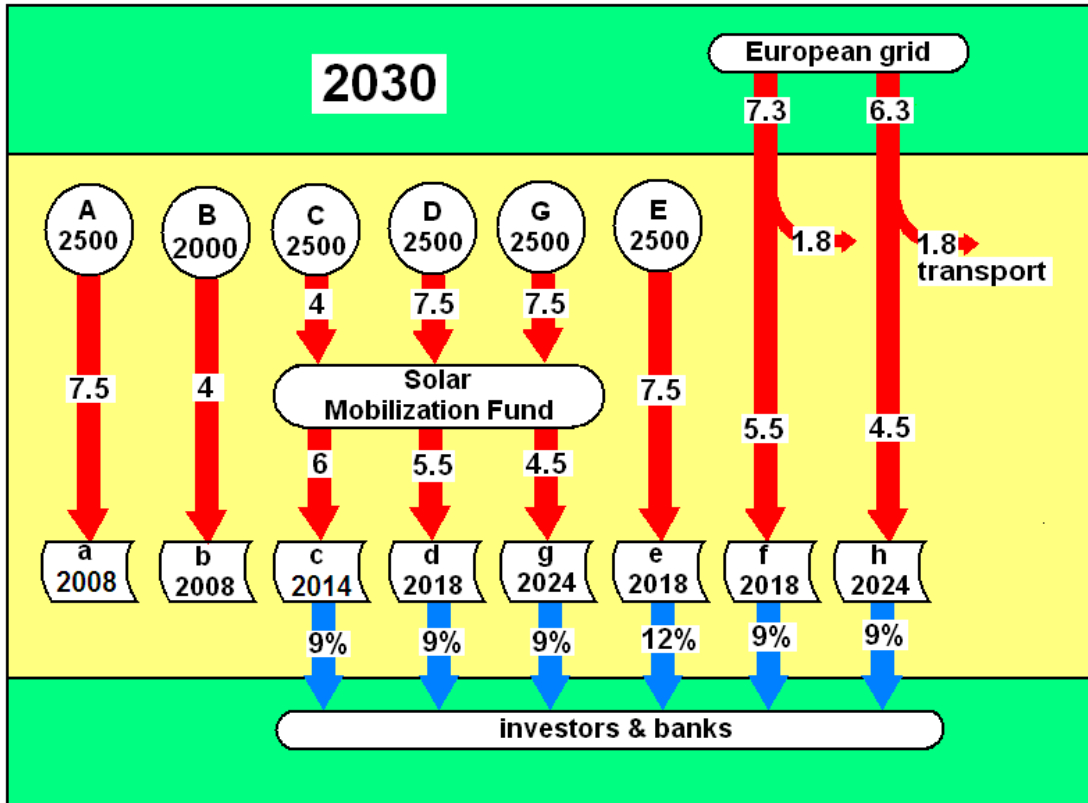 2030
European grid
7.3
6.3
A
2500
B
2000
C
2500
D
2500
G
2500
E
2500
1.8
1.8
transport
4
7.5
7.5
Solar
Mobilization Fund
7.5
4
7.5
5.5
4.5
6
5.5
4.5
a
2008
b
2008
c
2014
d
2018
g
2024
e
2018
f
2018
h
2024
9%
9%
9%
12%
9%
9%
investors & banks